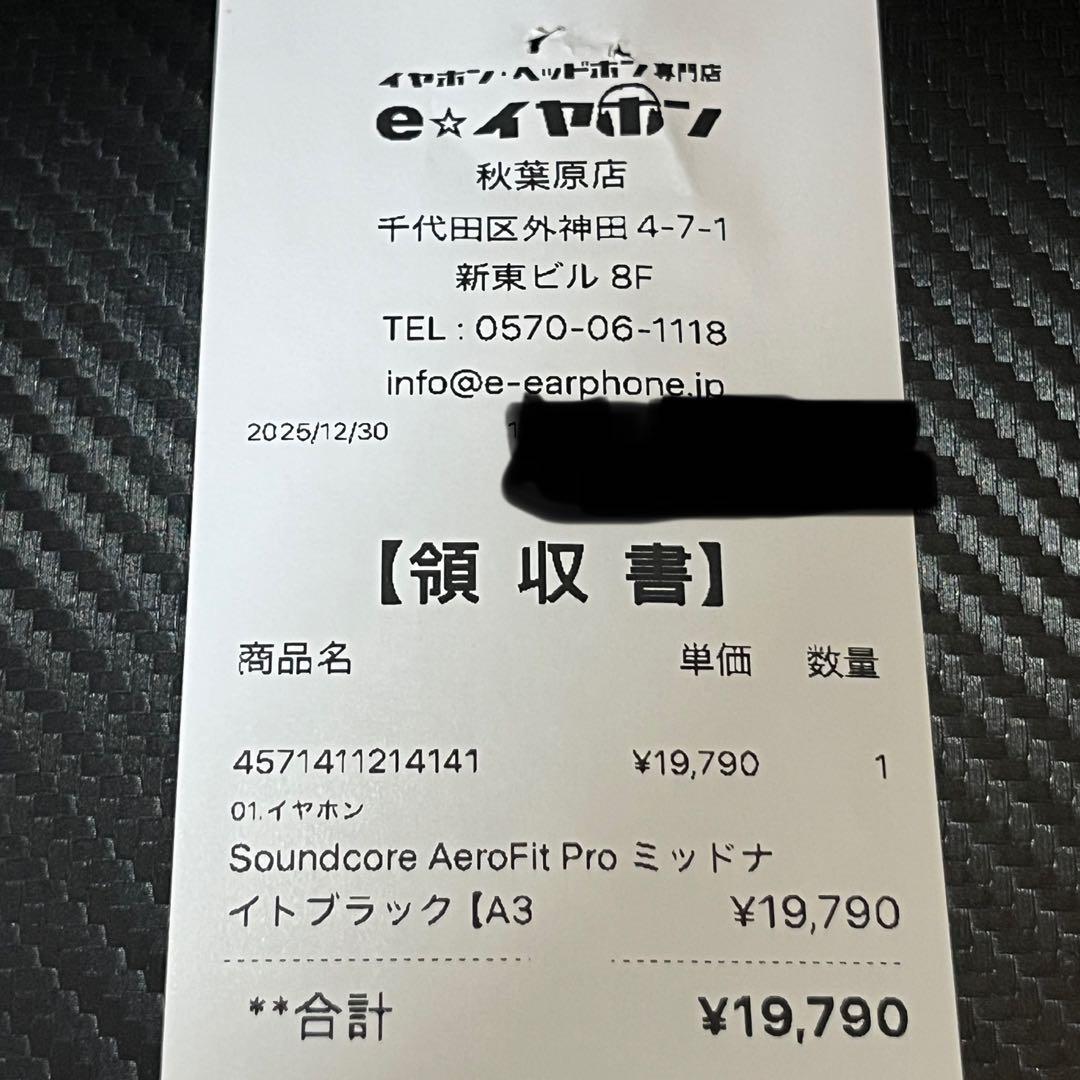 イヤホン・ヘッドホン専門店
e☆イヤホン
秋葉原店
千代田区外神田4-7-1
新東ビル 8F
TEL : 0570-06-1118
info@e-earphone.jp
2025/12/30
【領 収 書】
商品名 単価 数量
4571411214141 ¥19,790 1
01.イヤホン
Soundcore AeroFit Pro ミッドナ
イトブラック【A3 ¥19,790
**合計 ¥19,790